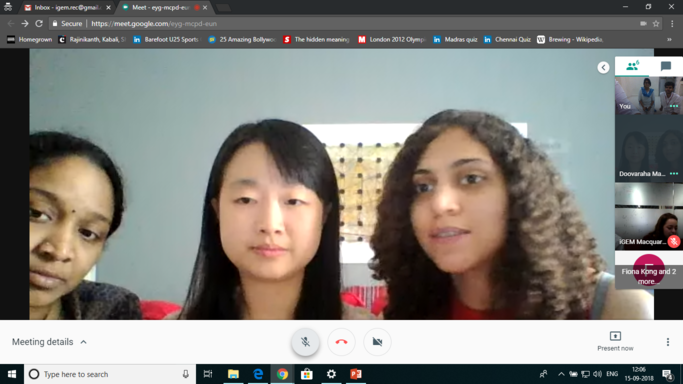 Inbox - igem.rec@gmail.c
Meet - eyg-mcpd-eun
Secure | https://meet.google.com/eyg-mcpd-eun
Homegrown
Rajinikanth, Kabali, S
Barefoot U25 Sports
25 Amazing Bollywo
The hidden meaning
London 2012 Olymp
Madras quiz
Chennai Quiz
Brewing - Wikipedia,
»
6
You
Doovaraha Ma...
iGEM Macquar...
F
Fiona Kong and 2
more...
Meeting details
Present now
Type here to search
ENG
12:06
15-09-2018
4